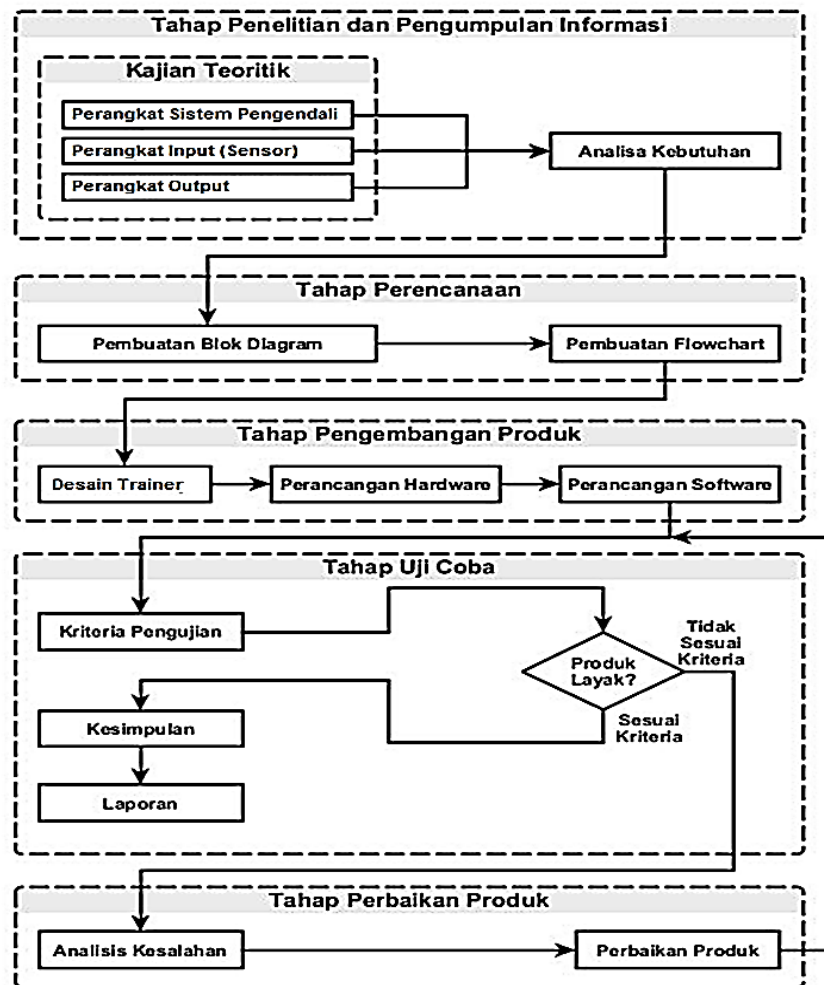 Tahap Penelitian dan Pengumpulan Informasi
Kajian Teoritik
Perangkat Sistem Pengendali
Perangkat Input (Sensor)
Perangkat Output
Analisa Kebutuhan
Tahap Perencanaan
Pembuatan Blok Diagram
Pembuatan Flowchart
Tahap Pengembangan Produk
Desain Trainer
Perancangan Hardware
Perancangan Software
Tahap Uji Coba
Kriteria Pengujian
Produk
Layak?
Tidak
Sesuai
Kriteria
Sesuai
Kriteria
Kesimpulan
Laporan
Tahap Perbaikan Produk
Analisis Kesalahan
Perbaikan Produk